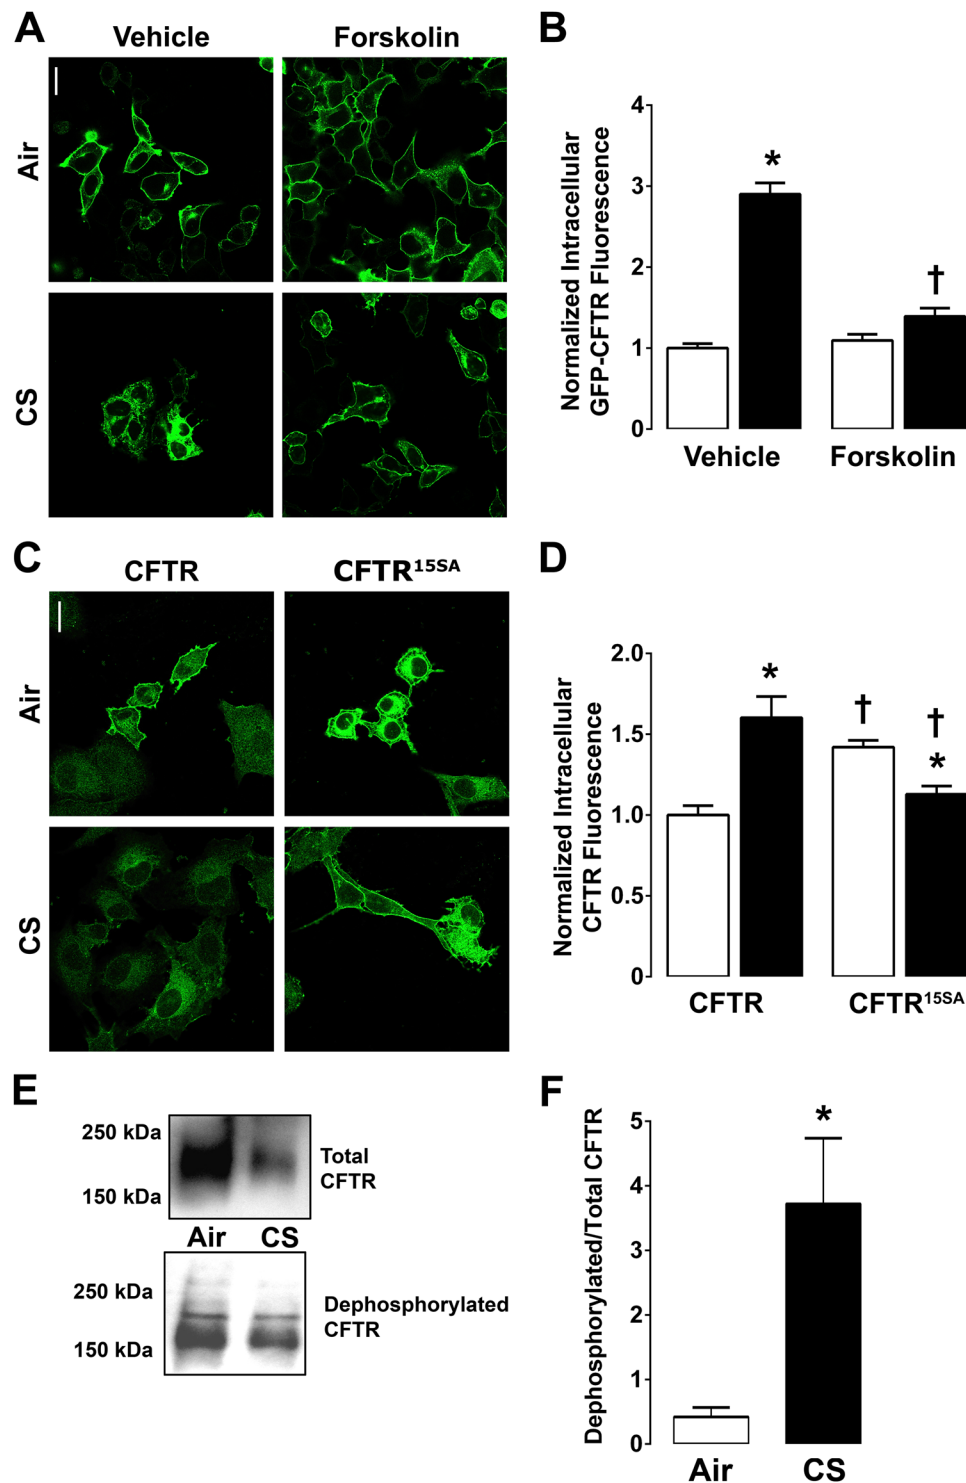 A
Vehicle
Forskolin
Air
CS
B
Normalized Intracellular
GFP-CFTR Fluorescence
4
3
2
1
0
*
†
Vehicle
Forskolin
C
CFTR
CFTR¹⁵ˢᴬ
Air
CS
D
Normalized Intracellular
CFTR Fluorescence
2.0
1.5
1.0
0.5
0
*
†
†
*
CFTR
CFTR¹⁵ˢᴬ
E
250 kDa
150 kDa
Total
CFTR
Air
CS
250 kDa
150 kDa
Dephosphorylated
CFTR
F
Dephosphorylated/Total CFTR
5
4
3
2
1
0
*
Air
CS